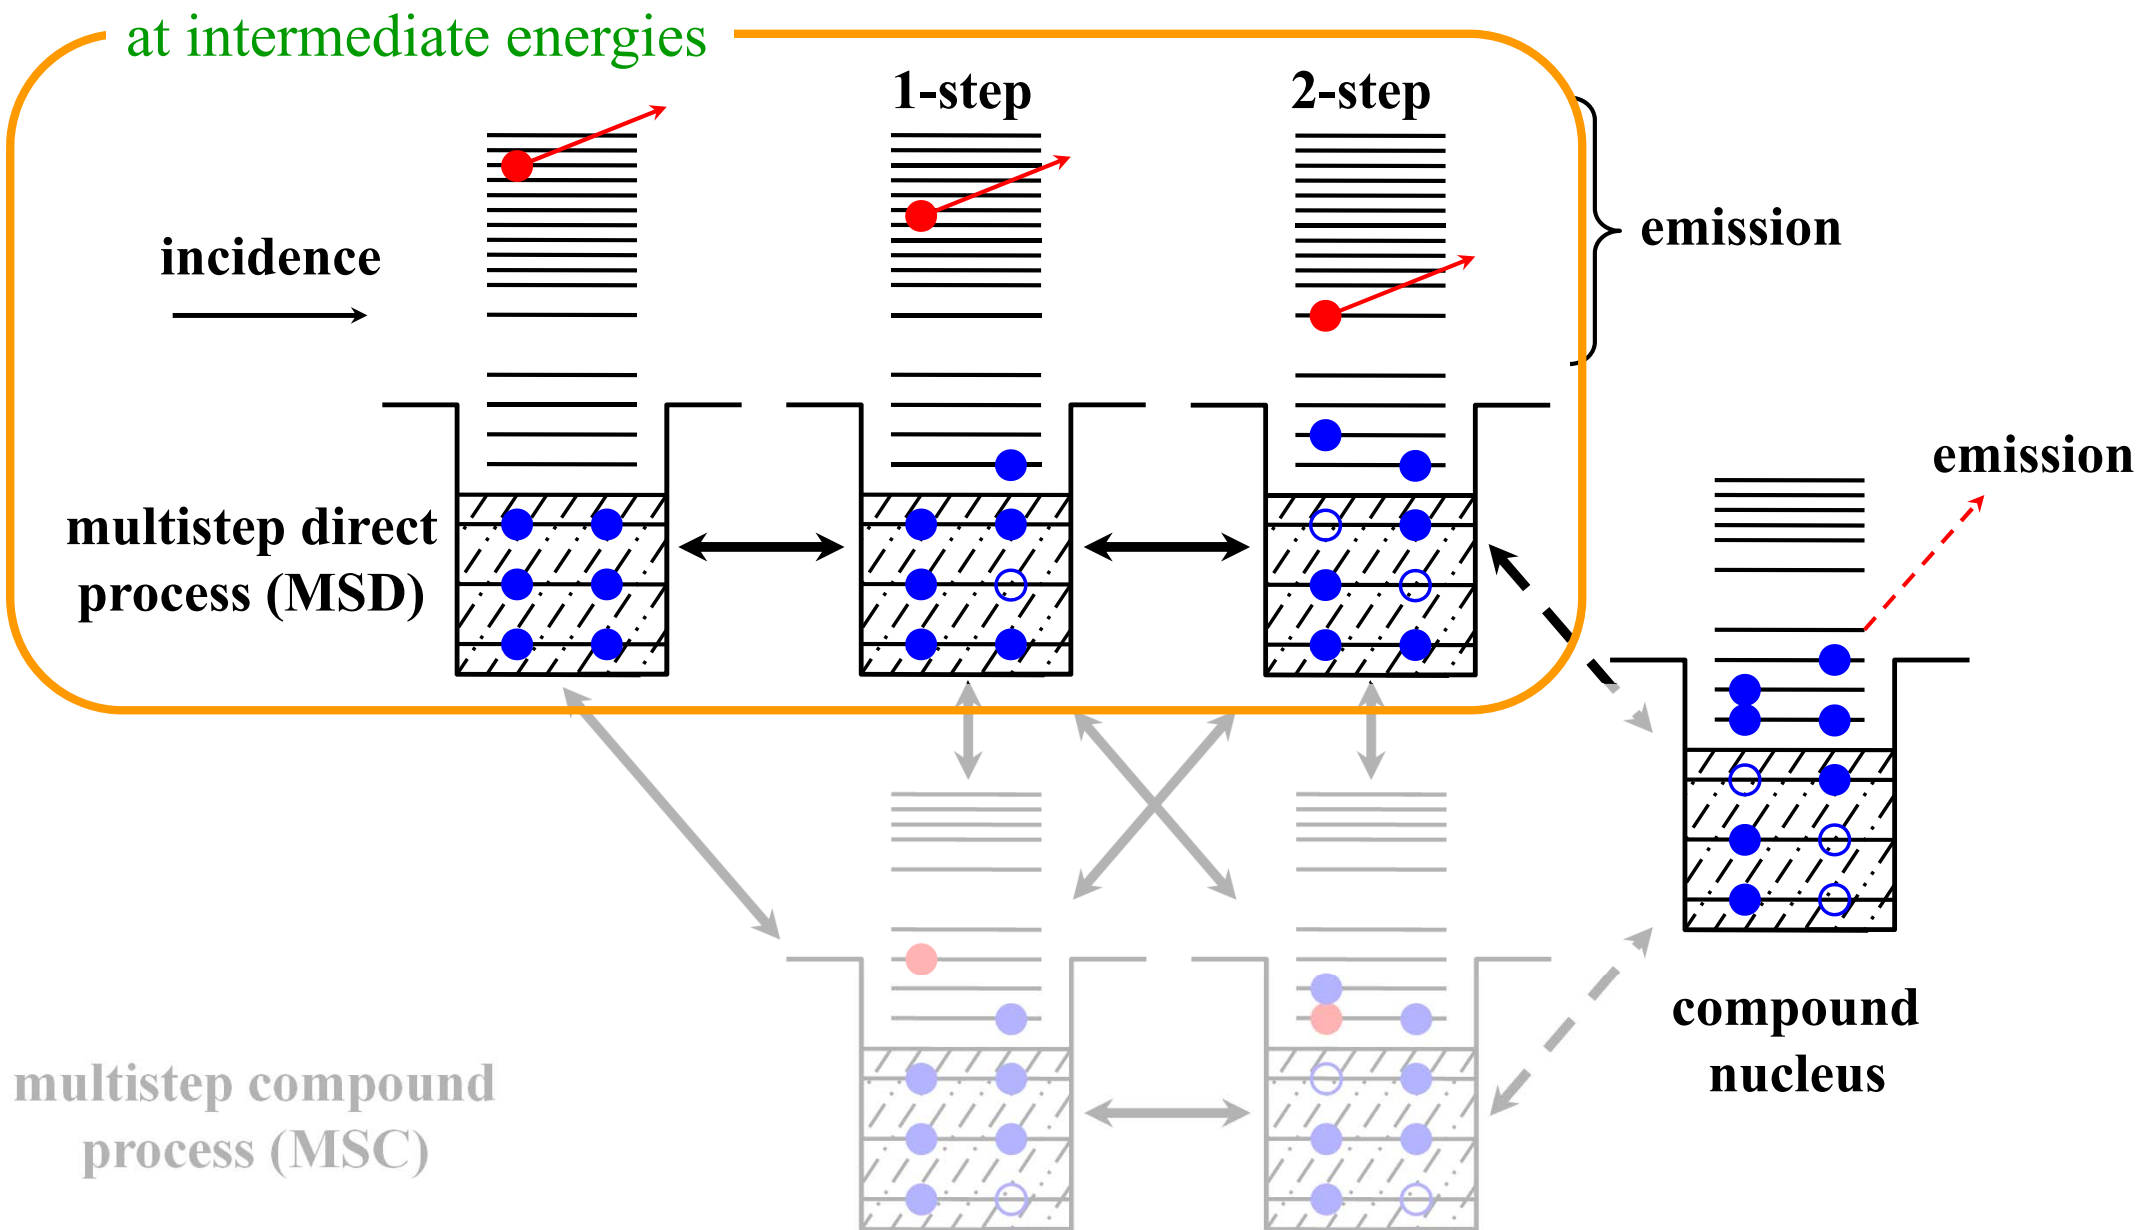 at intermediate energies
1-step
2-step
incidence
emission
multistep direct
process (MSD)
emission
compound
nucleus
multistep compound
process (MSC)